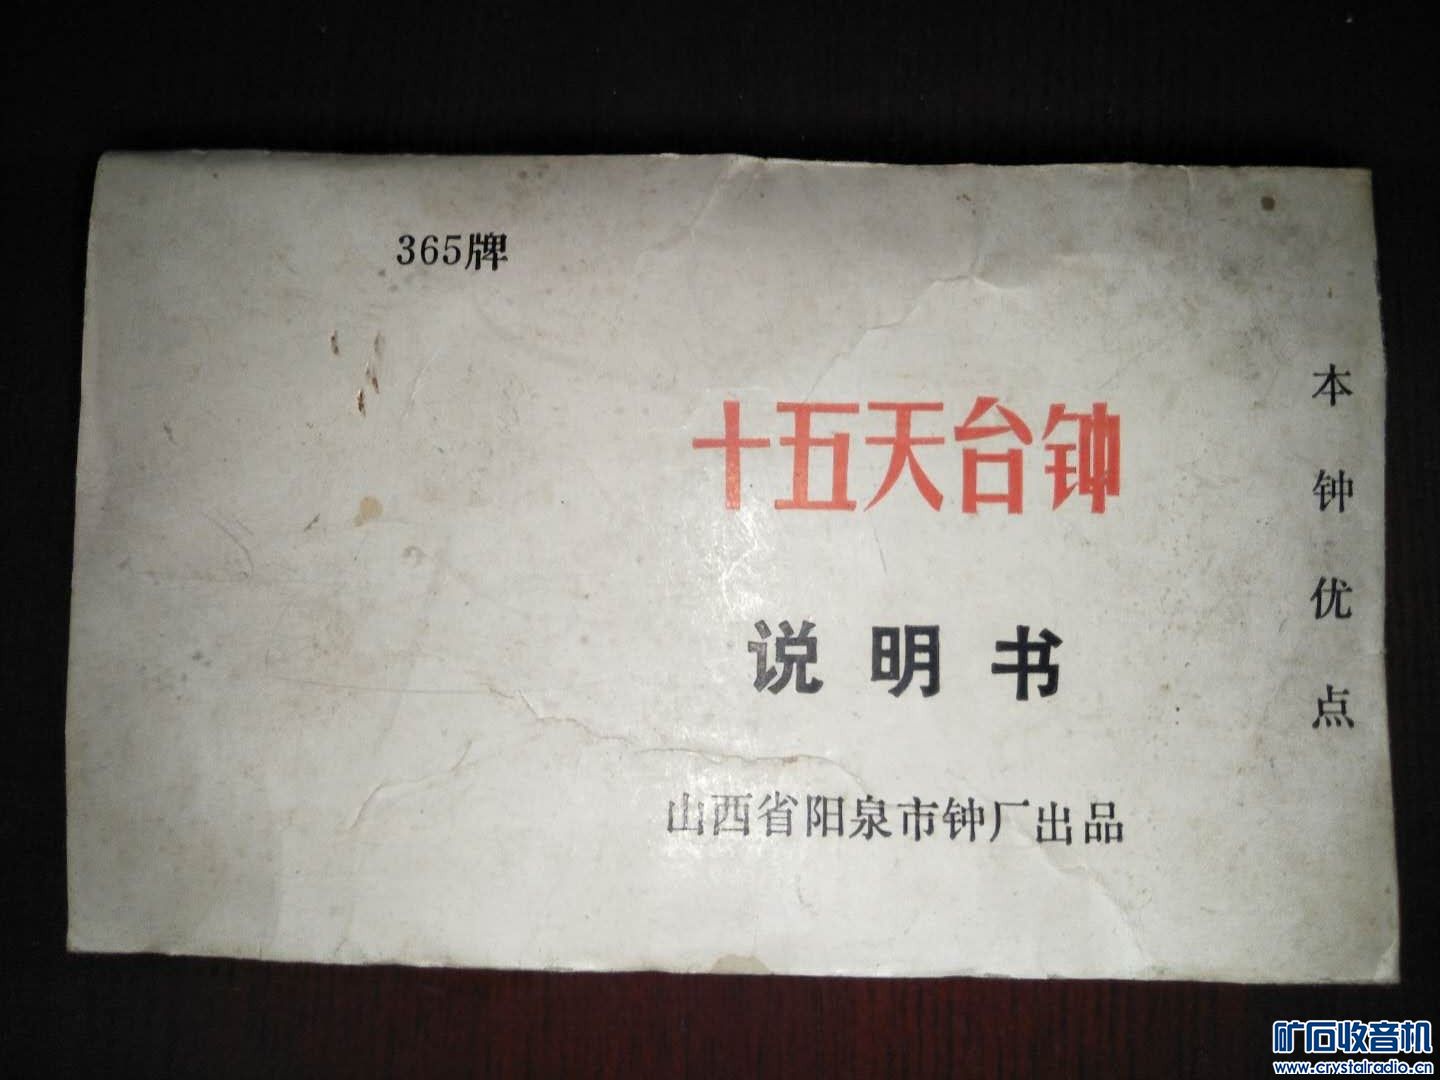 365牌
十五天台钟
说明书
山西省阳泉市钟厂出品
本钟优点
矿石收音机
www.crystalradio.cn